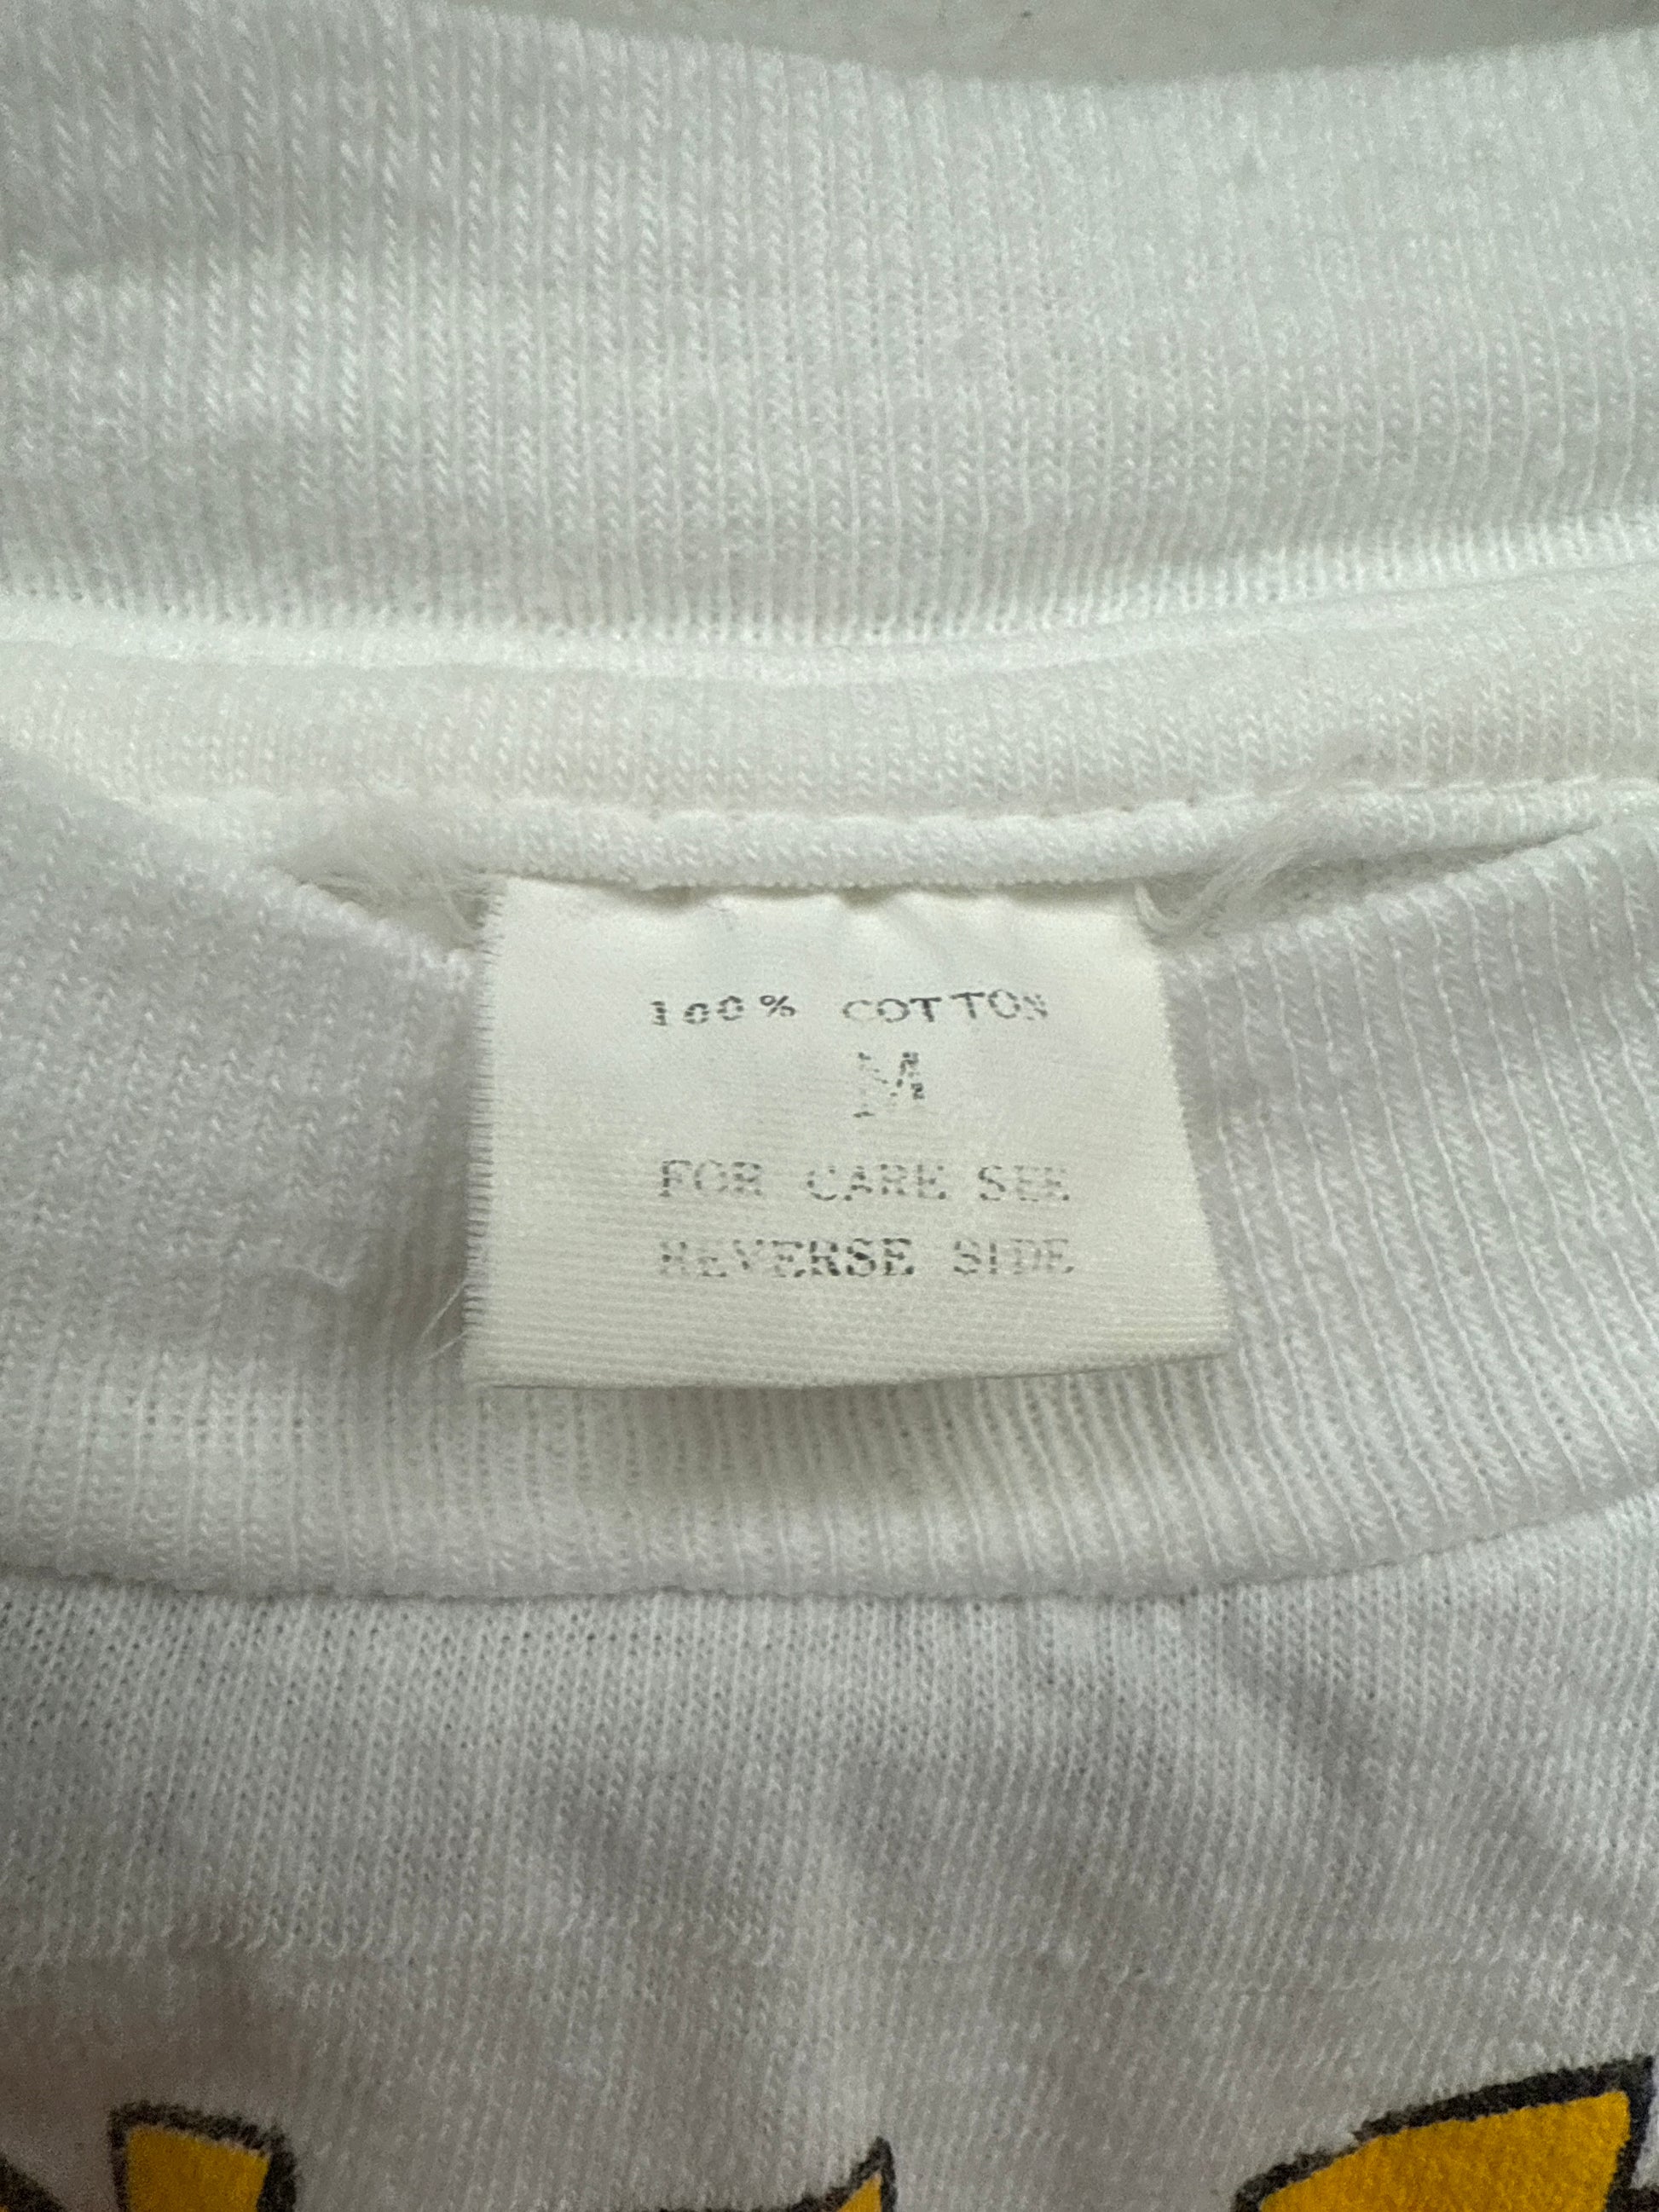 100% COTTON
M
FOR CARE SEE
REVERSE SIDE